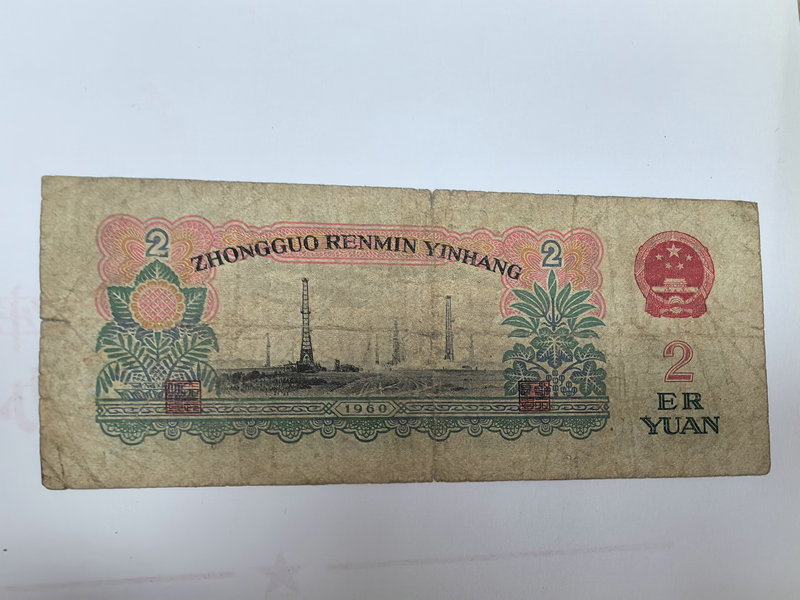 2
ZHONGGUO RENMIN YINHANG
2
1960
2
ER
YUAN